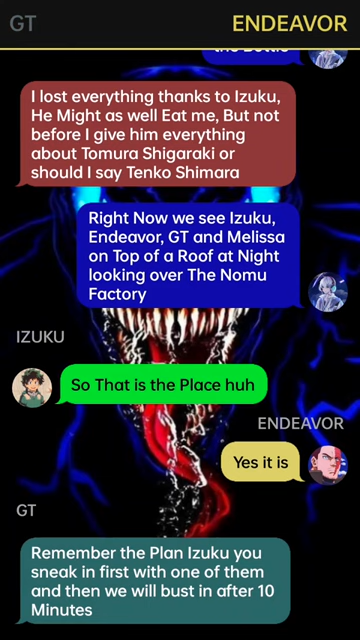 GT
ENDEAVOR
the Battle
I lost everything thanks to Izuku,
He Might as well Eat me, But not
before I give him everything
about Tomura Shigaraki or
should I say Tenko Shimara
Right Now we see Izuku,
Endeavor, GT and Melissa
on Top of a Roof at Night
looking over The Nomu
Factory
IZUKU
So That is the Place huh
ENDEAVOR
Yes it is
GT
Remember the Plan Izuku you
sneak in first with one of them
and then we will bust in after 10
Minutes